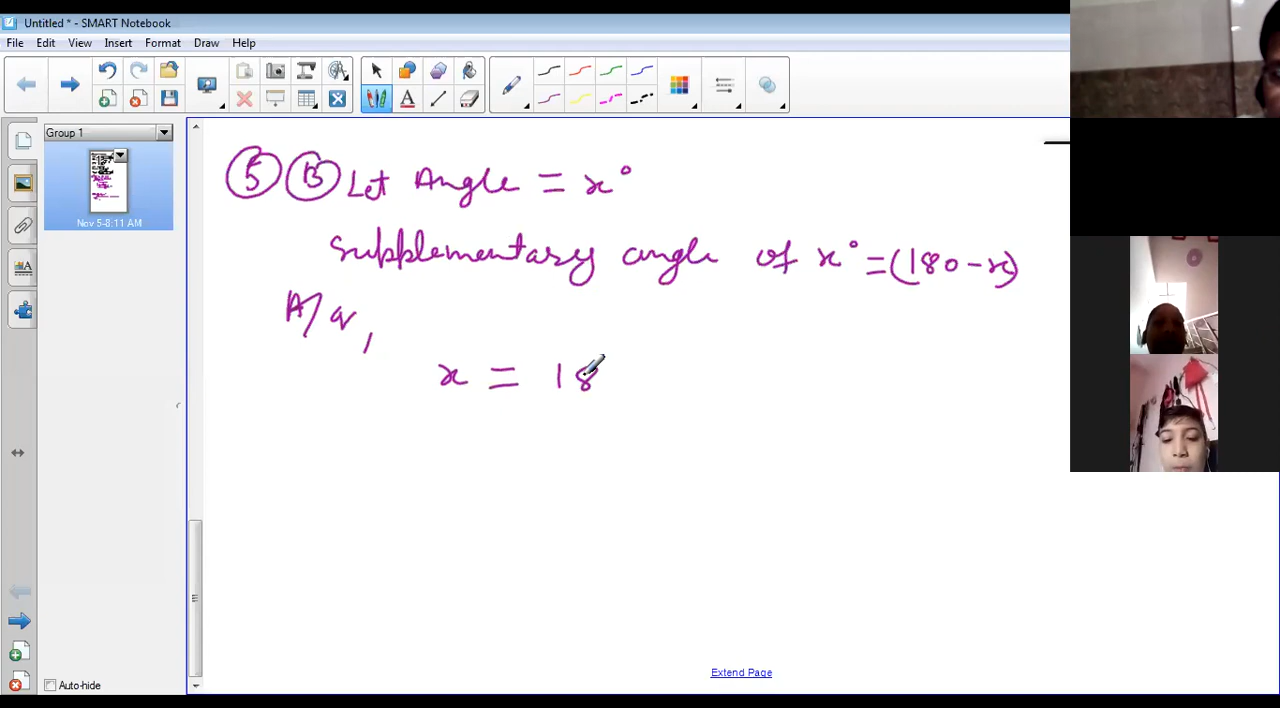 Untitled * - SMART Notebook
File Edit View Insert Format Draw Help
Group 1
Nov 5-8:11 AM
5 B Let Angle = x°
Supplementary angle of x° = (180 - x)
A/q,
x = 18
Extend Page
Auto-hide